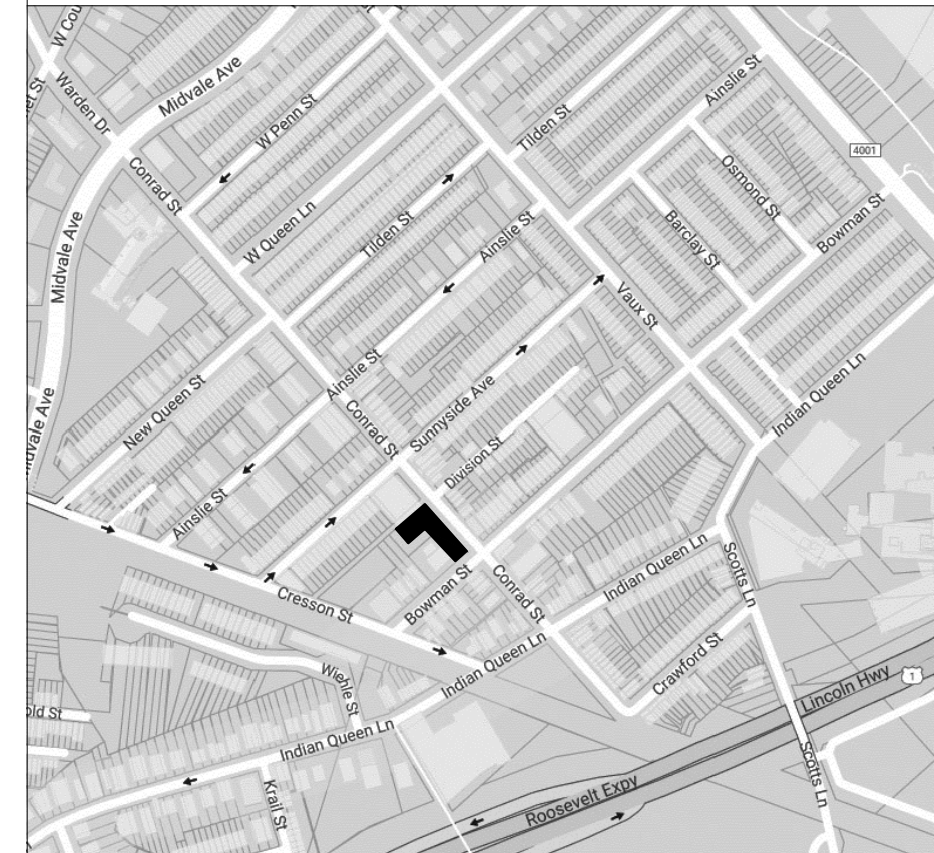 W Cou
Warden Dr
Midvale Ave
W Penn St
Tilden St
Ainslie St
4001
Conrad St
Osmond St
W Queen Ln
Tilden St
Ainslie St
Barclay St
Bowman St
Midvale Ave
Vaux St
Ainslie St
New Queen St
Conrad St
Sunnyside Ave
Indian Queen Ln
Midvale Ave
Division St
Ainslie St
Cresson St
Bowman St
Conrad St
Indian Queen Ln
Scotts Ln
Indian Queen Ln
Crawford St
Wiehle St
Lincoln Hwy
1
old St
Indian Queen Ln
Krail St
Roosevelt Expy
Scotts Ln